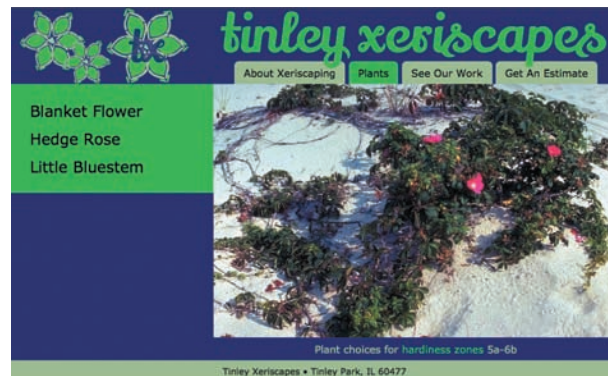 tx
tinley xeriscapes
About Xeriscaping
Plants
See Our Work
Get An Estimate
Blanket Flower
Hedge Rose
Little Bluestem
Plant choices for hardiness zones 5a-6b
Tinley Xeriscapes • Tinley Park, IL 60477